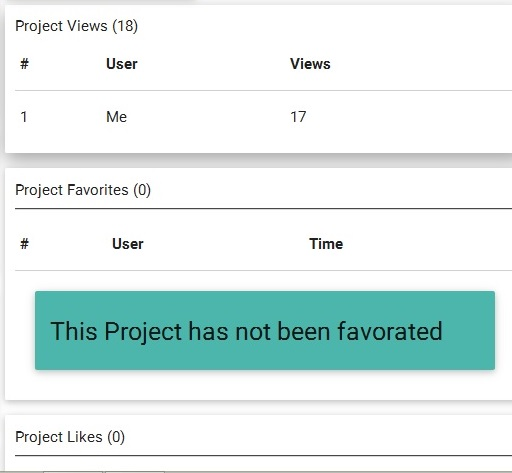 Project Views (18)
# User Views
1 Me 17
Project Favorites (0)
# User Time
This Project has not been favorated
Project Likes (0)